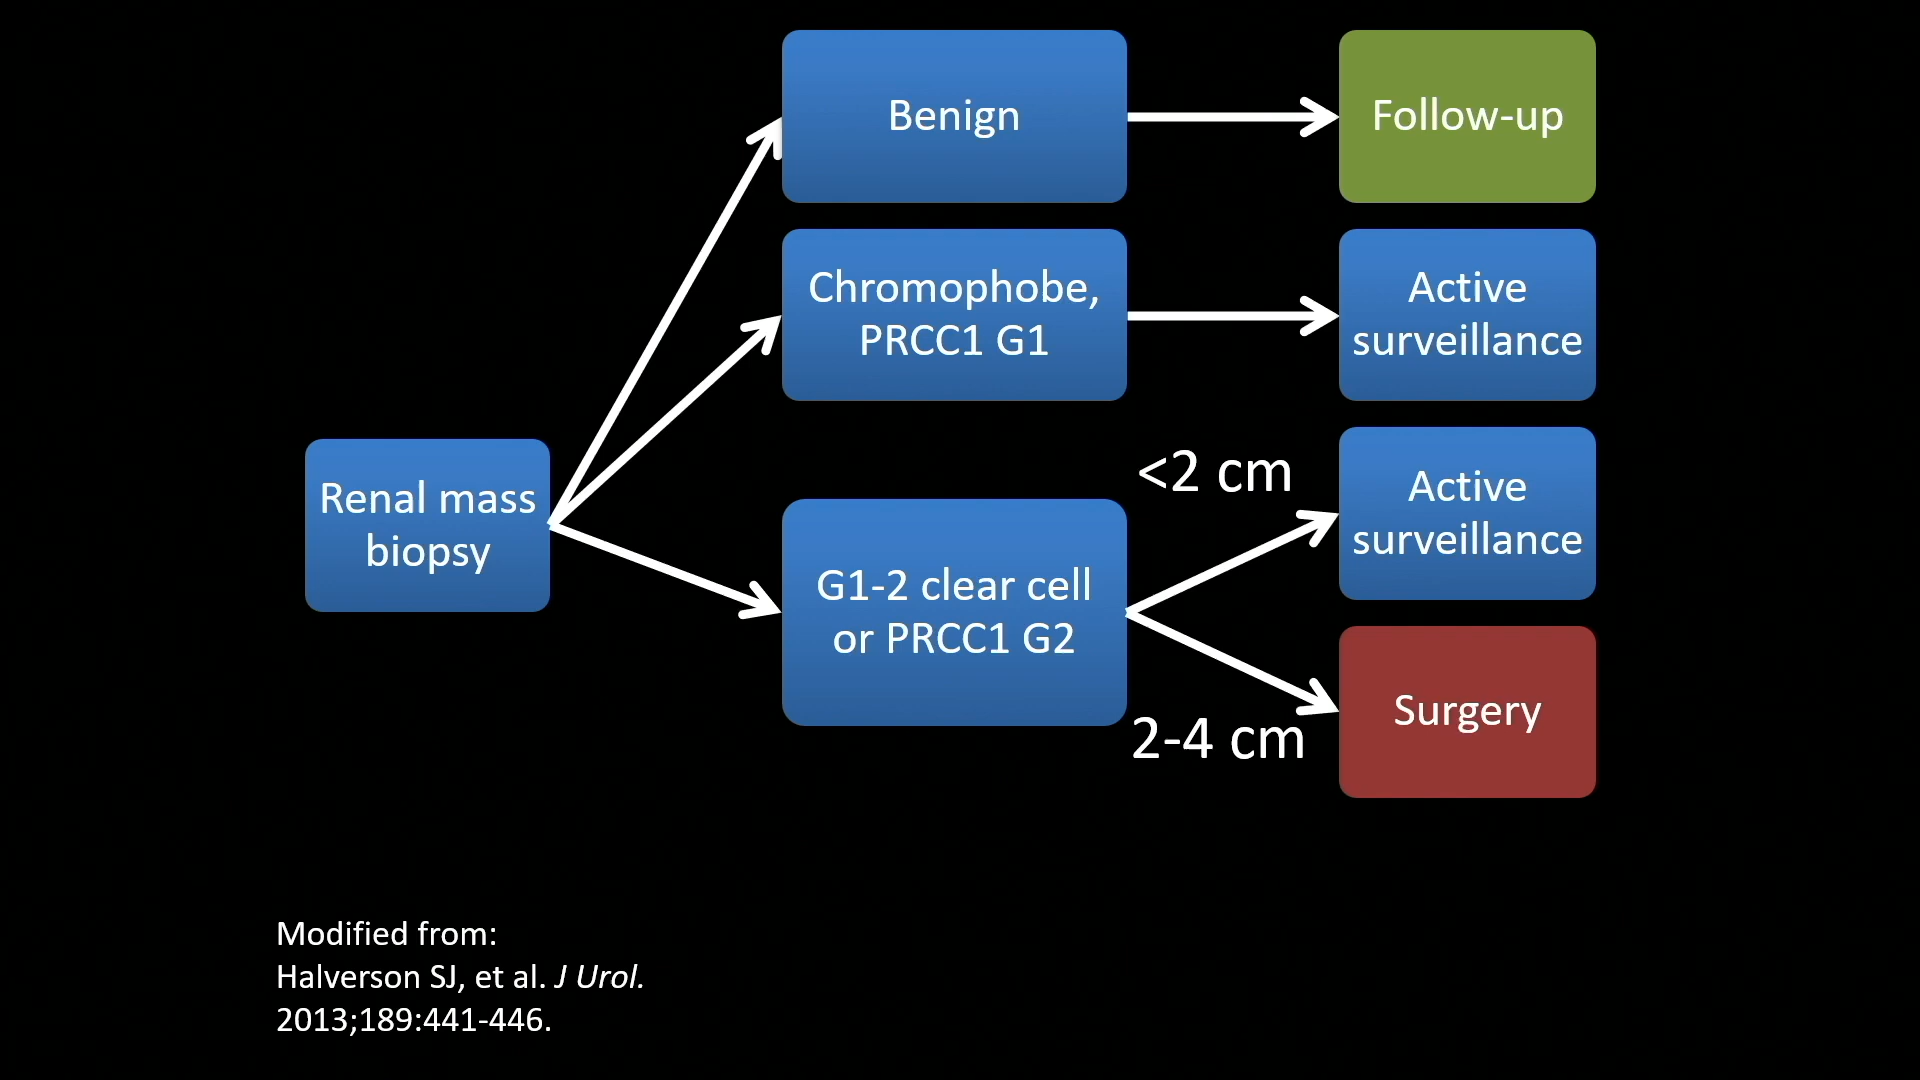 Benign
Follow-up
Chromophobe,
PRCC1 G1
Active
surveillance
Renal mass
biopsy
<2 cm
G1-2 clear cell
or PRCC1 G2
Active
surveillance
2-4 cm
Surgery
Modified from:
Halverson SJ, et al. J Urol.
2013;189:441-446.